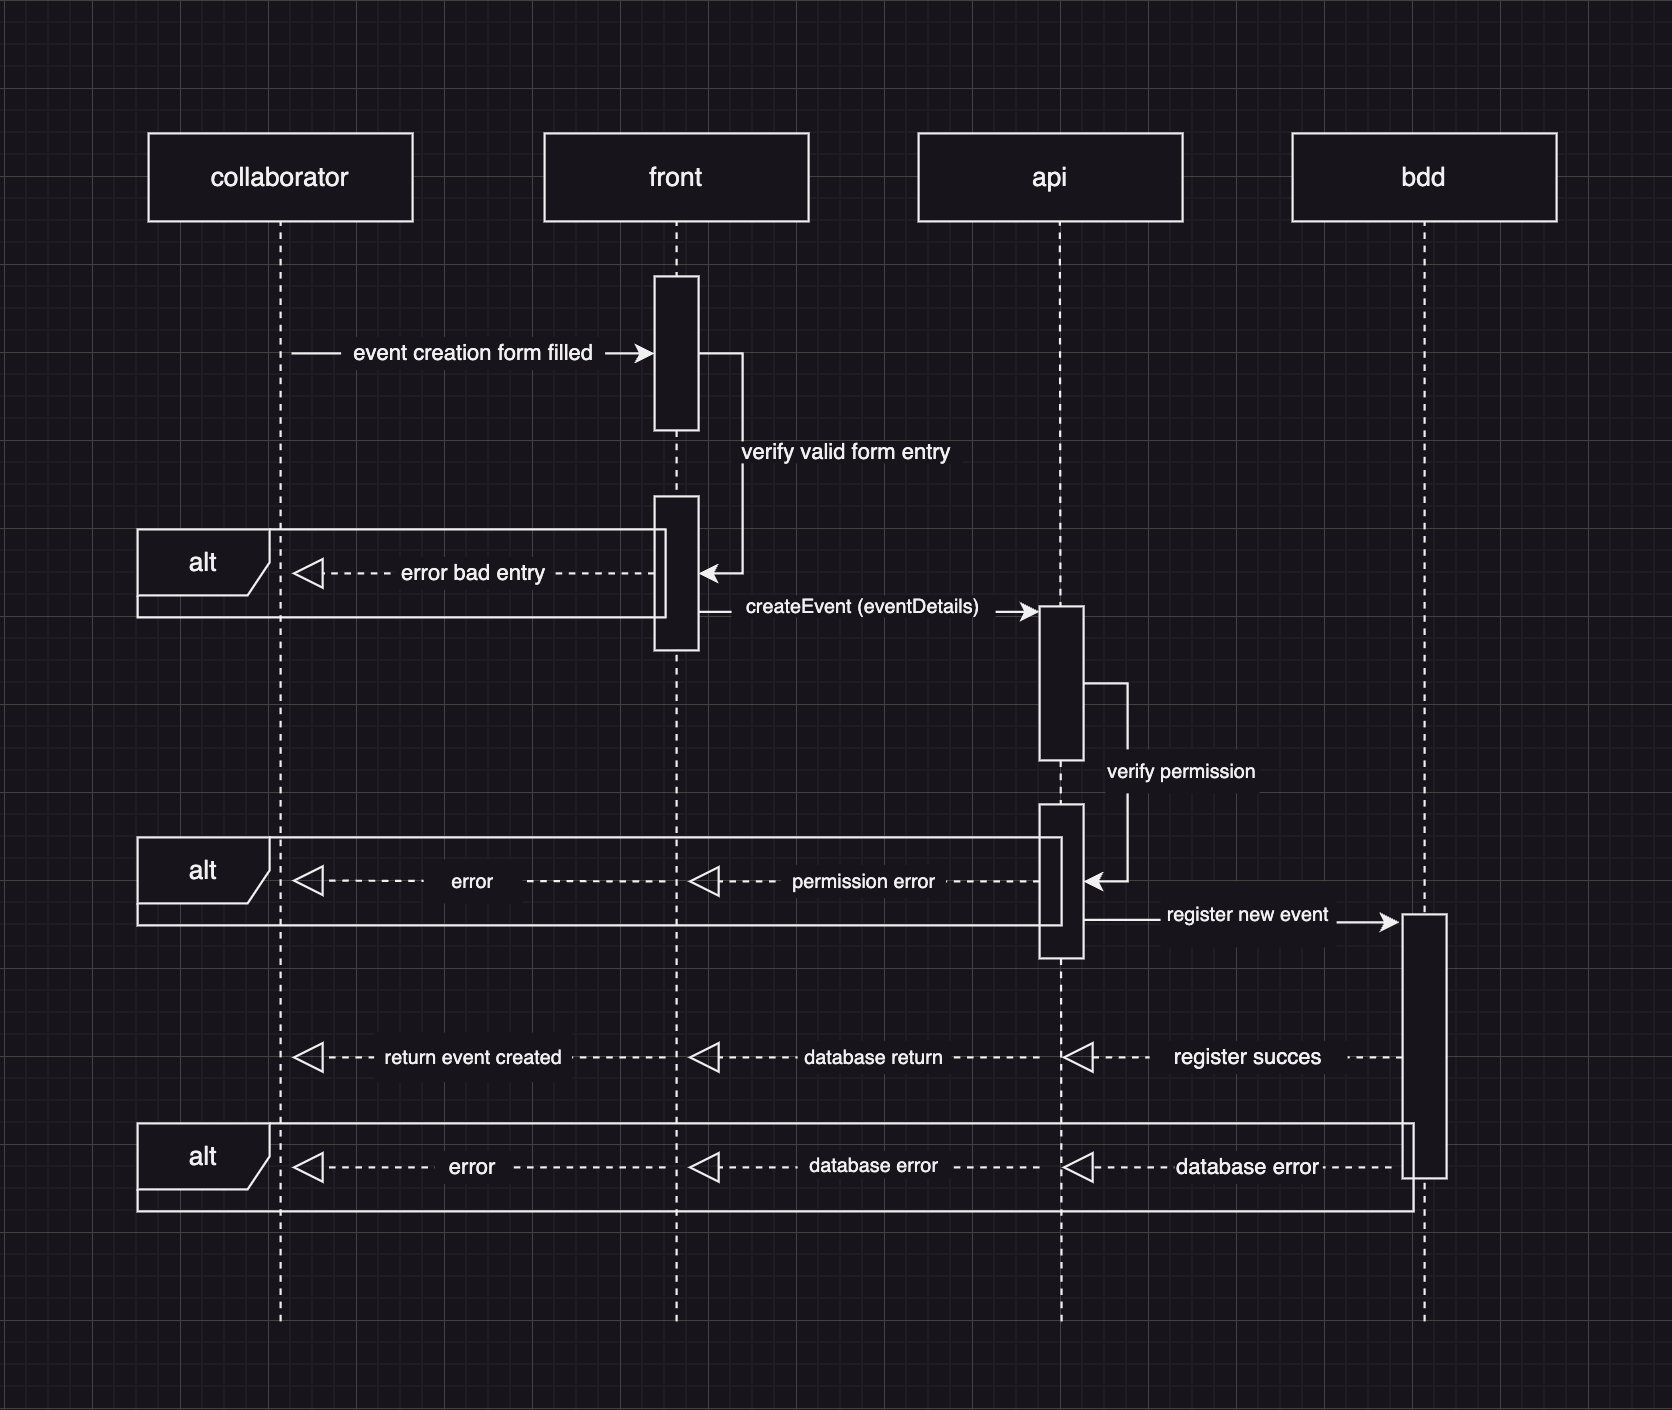 collaborator
front
api
bdd
event creation form filled
verify valid form entry
alt
error bad entry
createEvent (eventDetails)
verify permission
alt
error
permission error
register new event
return event created
database return
register succes
alt
error
database error
database error